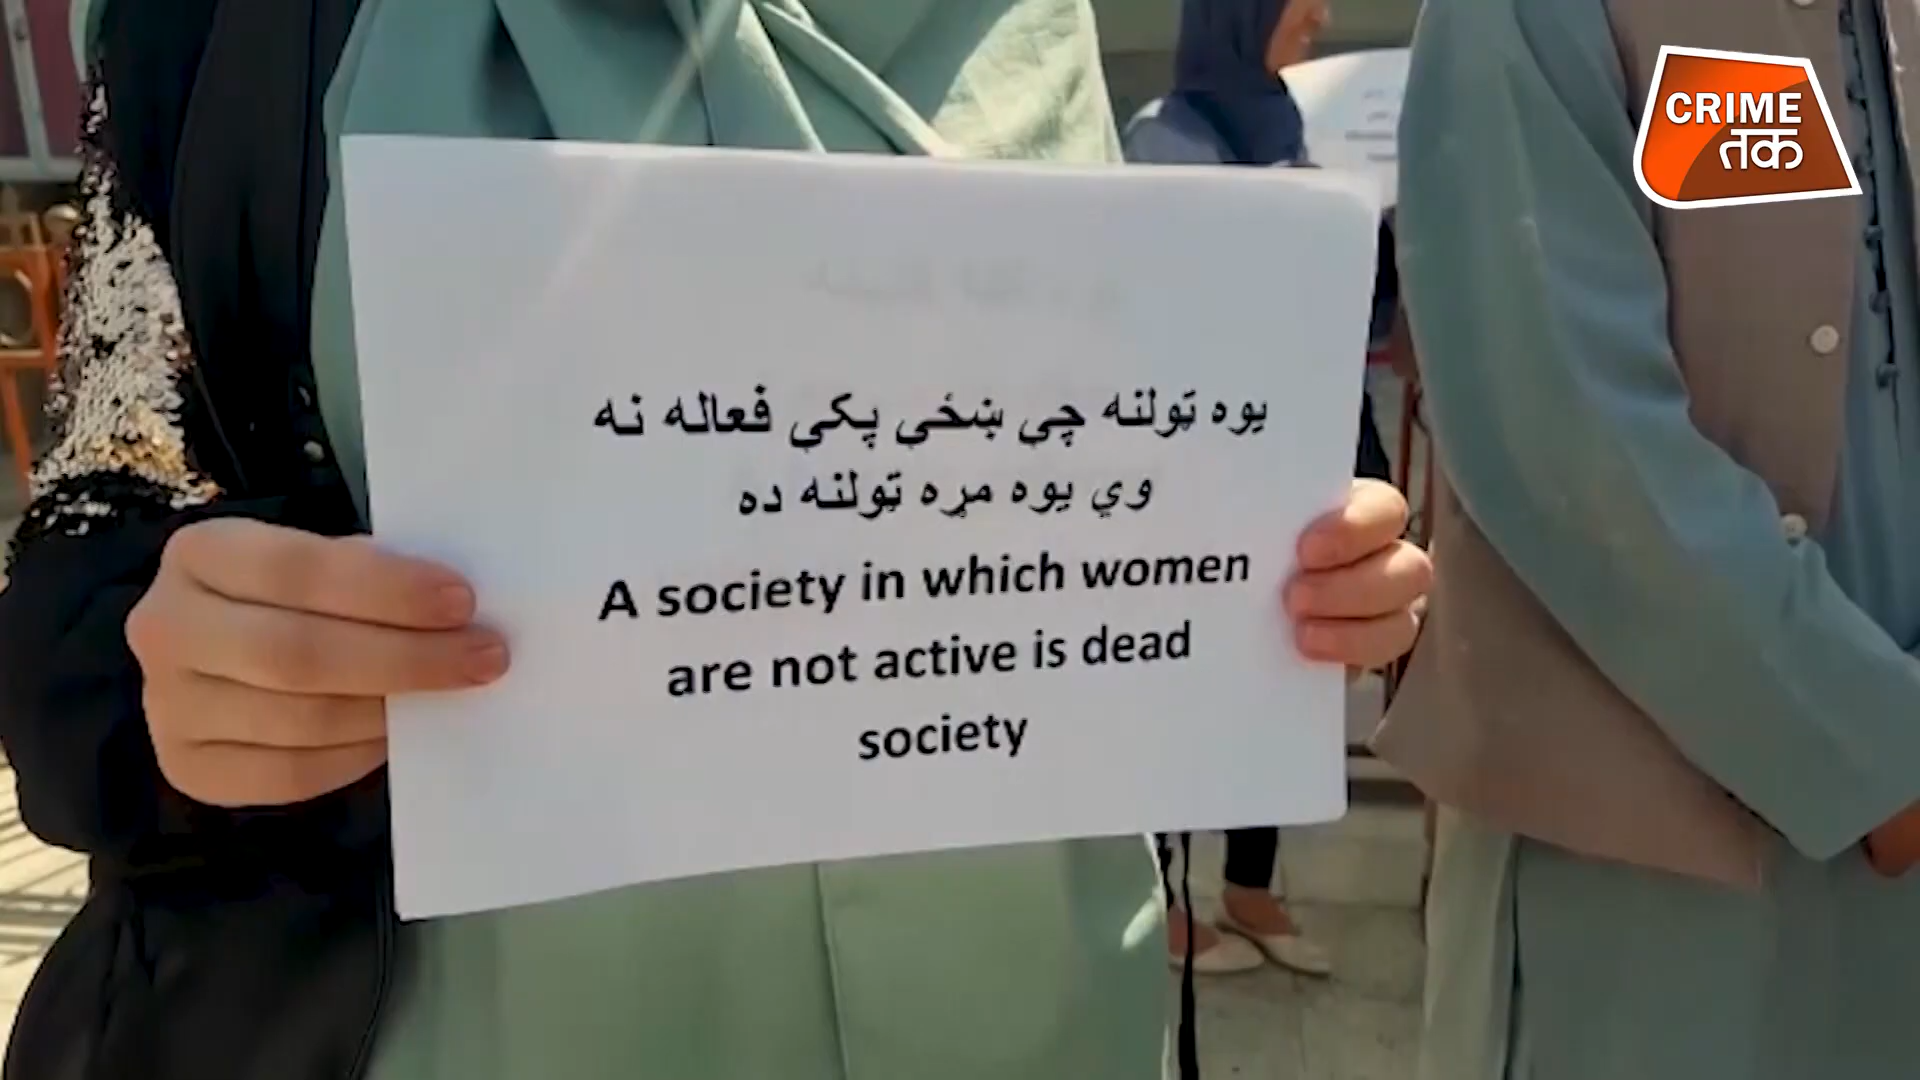 CRIME
तक
یوه ټولنه چې ښځې پکې فعاله نه
وي یوه مړه ټولنه ده
A society in which women
are not active is dead
society